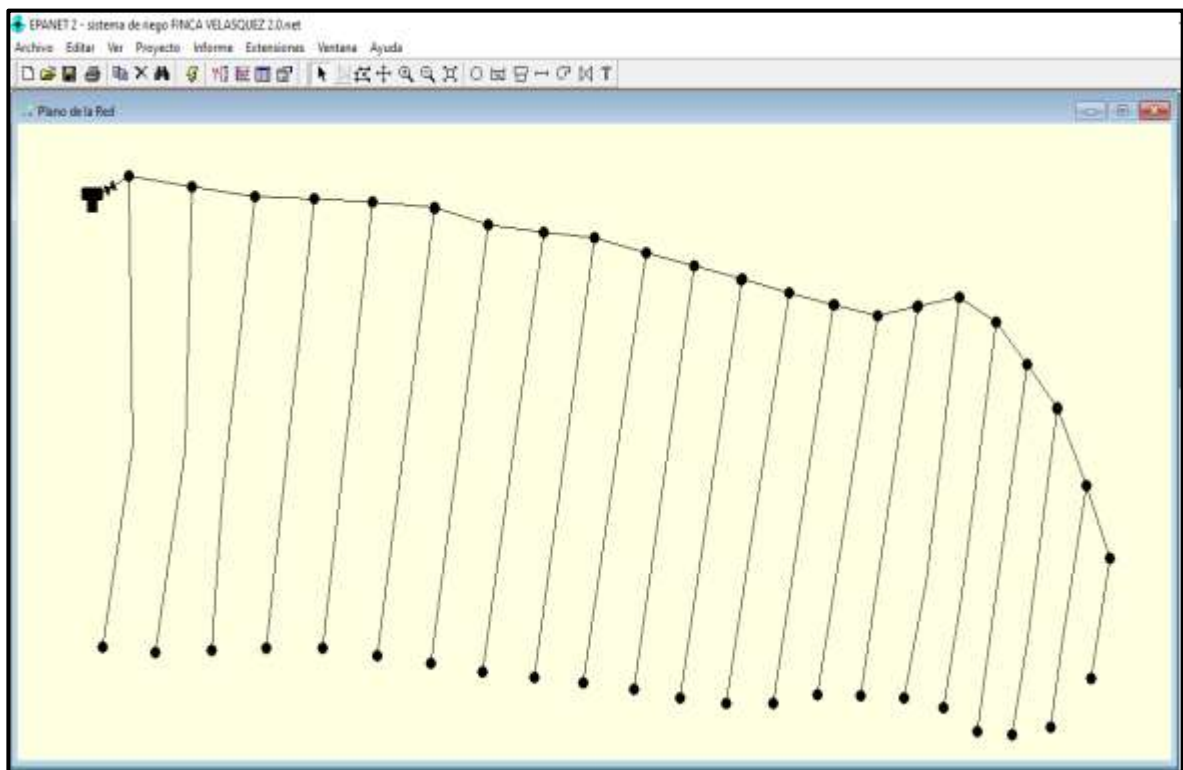 EPANET 2 - sistema de riego FINCA VELASQUEZ 2.0.net
Archivo Editar Ver Proyecto Informe Extensiones Ventana Ayuda
T
Plano de la Red